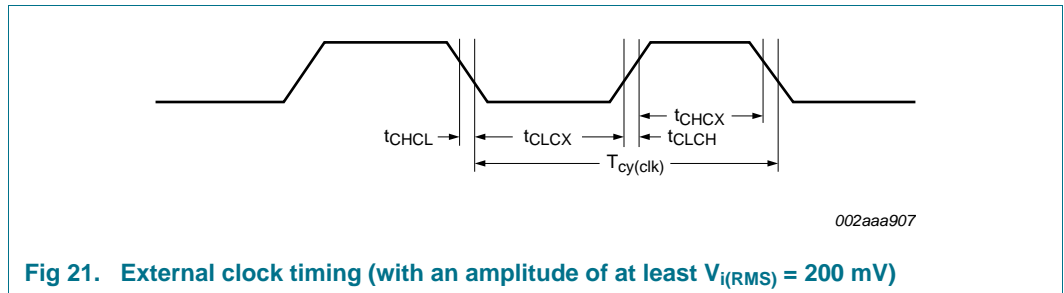 tCHCX
tCHCL
tCLCX
tCLCH
Tcy(clk)
002aaa907
Fig 21. External clock timing (with an amplitude of at least Vi(RMS) = 200 mV)